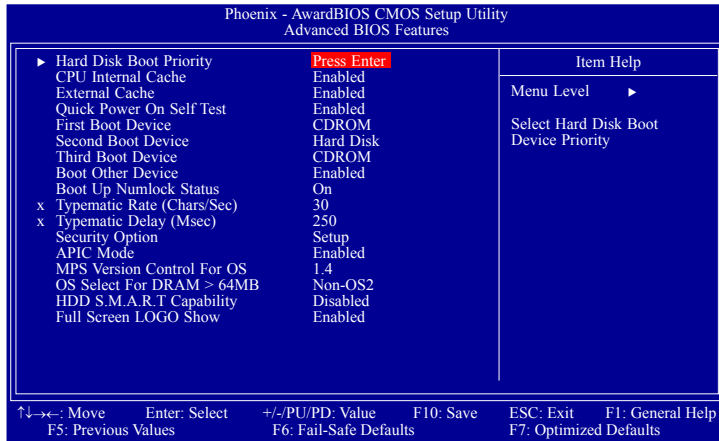 Phoenix - AwardBIOS CMOS Setup Utility
Advanced BIOS Features
▶ Hard Disk Boot Priority Press Enter
CPU Internal Cache Enabled
External Cache Enabled
Quick Power On Self Test Enabled
First Boot Device CDROM
Second Boot Device Hard Disk
Third Boot Device CDROM
Boot Other Device Enabled
Boot Up Numlock Status On
x Typematic Rate (Chars/Sec) 30
x Typematic Delay (Msec) 250
Security Option Setup
APIC Mode Enabled
MPS Version Control For OS 1.4
OS Select For DRAM > 64MB Non-OS2
HDD S.M.A.R.T Capability Disabled
Full Screen LOGO Show Enabled
Item Help
Menu Level ▶
Select Hard Disk Boot
Device Priority
↑↓→←: Move Enter: Select +/-/PU/PD: Value F10: Save ESC: Exit F1: General Help
F5: Previous Values F6: Fail-Safe Defaults F7: Optimized Defaults